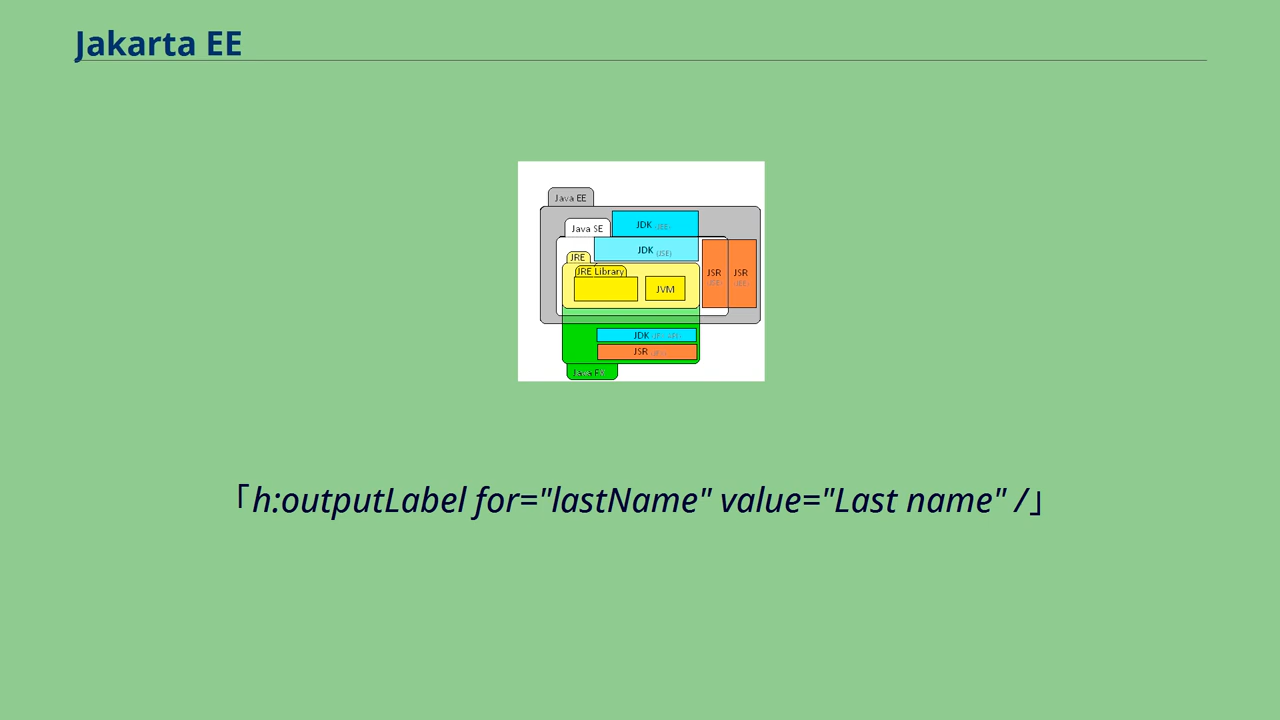 Jakarta EE
Java EE
JDK (JEE)
Java SE
JDK (JSE)
JRE
JRE Library
JSR JSR
JVM
JDK
JSR
Java FX
「h:outputLabel for="lastName" value="Last name" /」